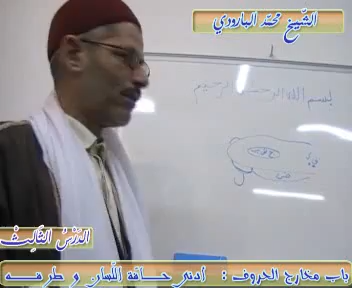 الشيخ محمد البارودي
بسم الله الرحمن الرحيم
الدرس الثالث
باب مخارج الحروف : أدنى حافة اللسان و طرفه